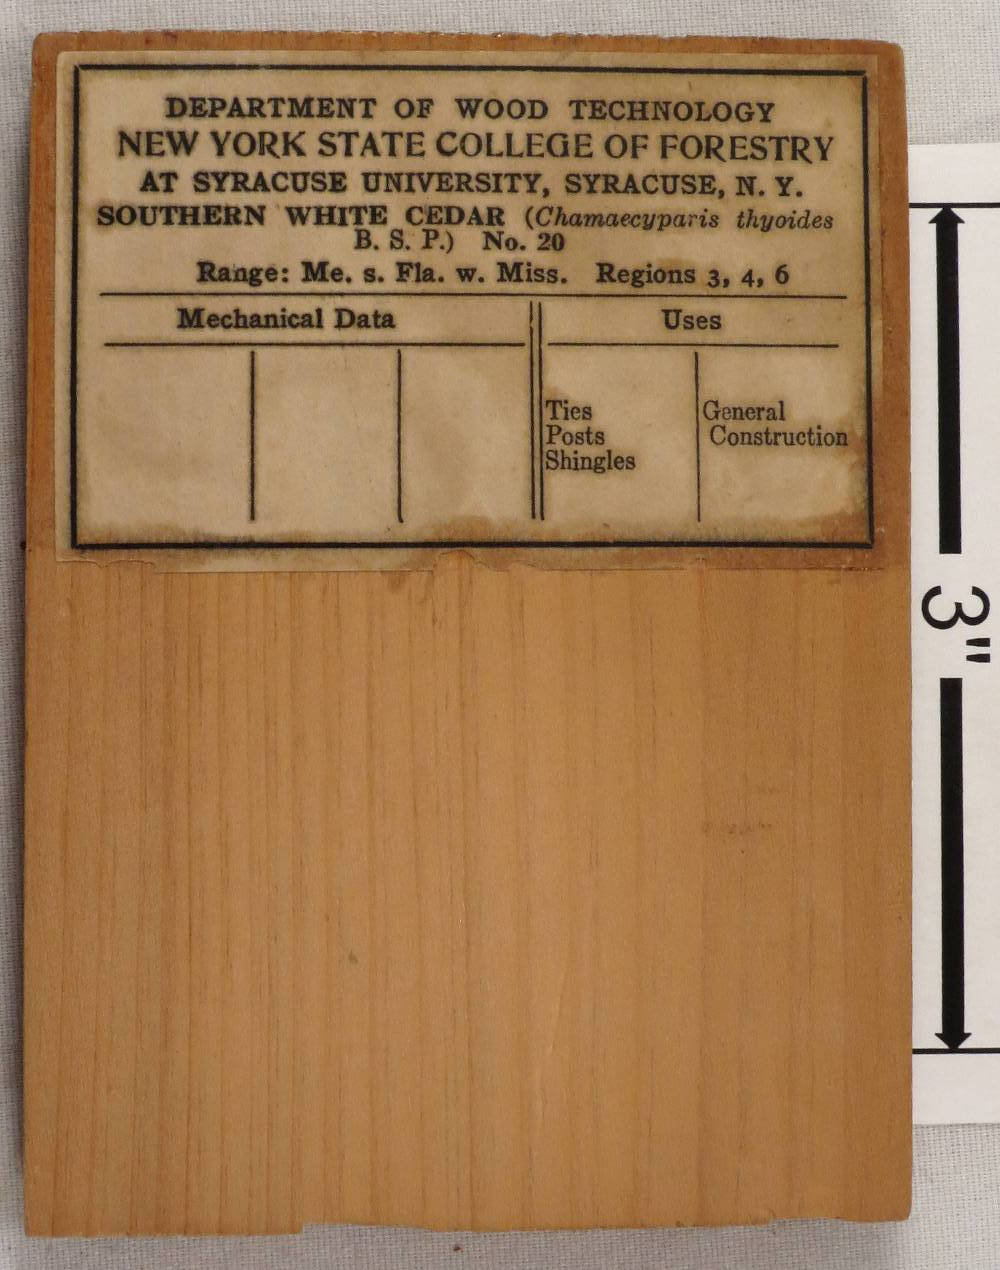 DEPARTMENT OF WOOD TECHNOLOGY
NEW YORK STATE COLLEGE OF FORESTRY
AT SYRACUSE UNIVERSITY, SYRACUSE, N. Y.
SOUTHERN WHITE CEDAR (Chamaecyparis thyoides
B. S. P.) No. 20
Range: Me. s. Fla. w. Miss. Regions 3, 4, 6
Mechanical Data
Uses
Ties
Posts
Shingles
General
Construction
3"